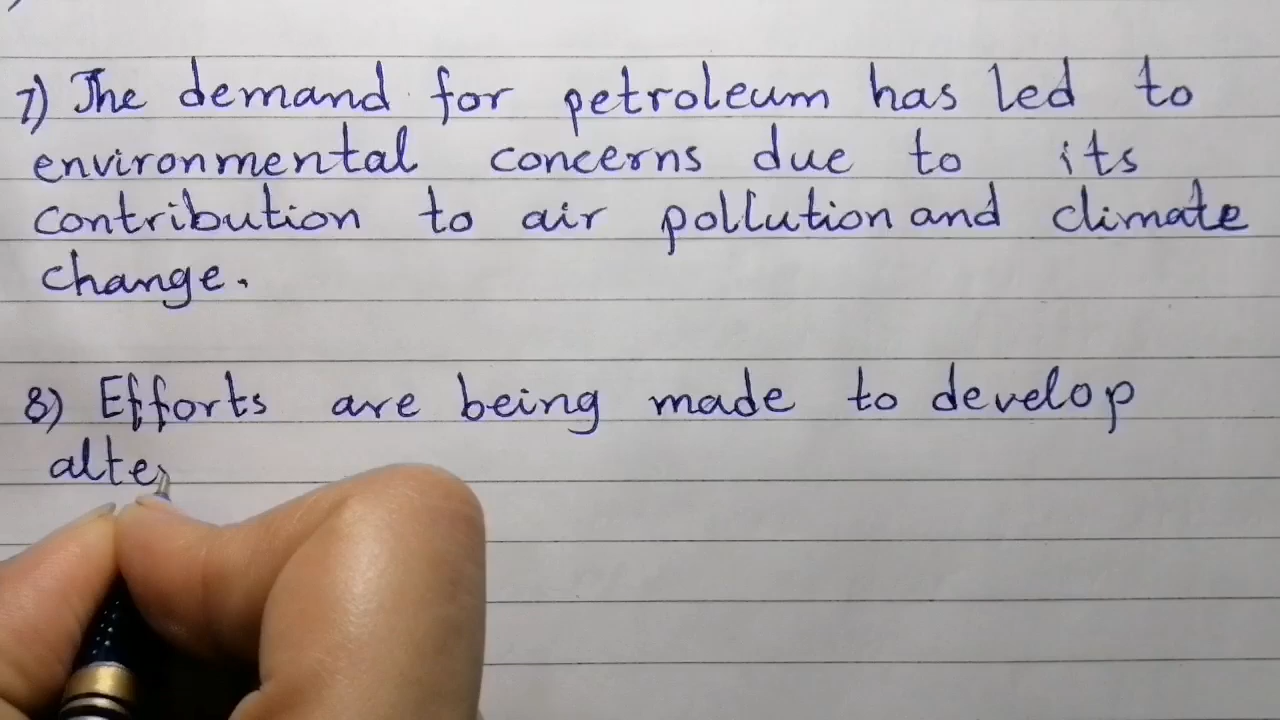 7) The demand for petroleum has led to
environmental concerns due to its
contribution to air pollution and climate
change.
8) Efforts are being made to develop
alter